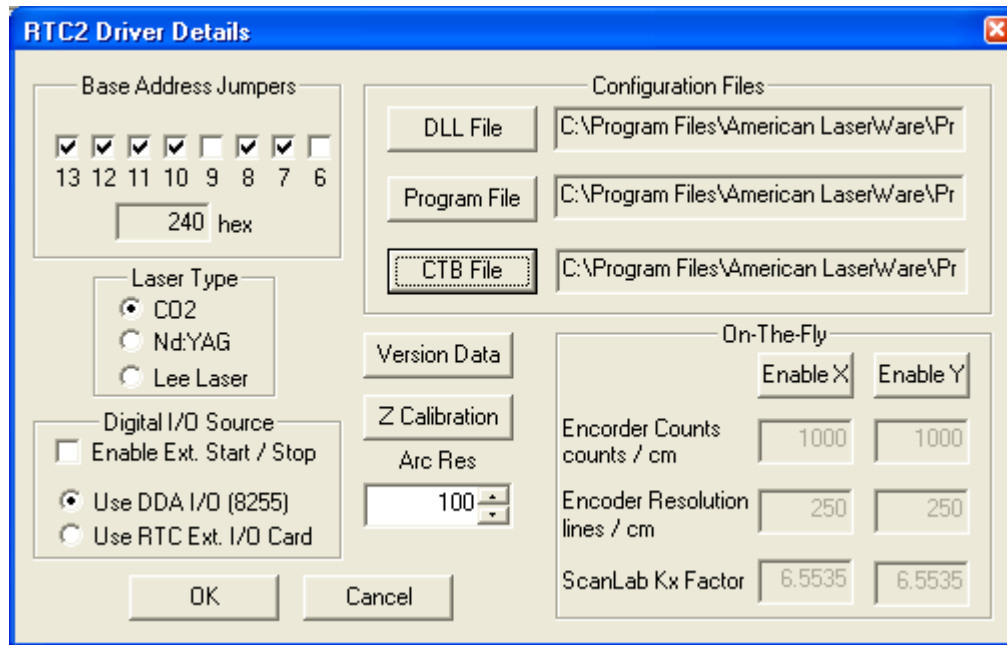 RTC2 Driver Details
Base Address Jumpers
13 12 11 10 9 8 7 6
240 hex
Configuration Files
DLL File C:\Program Files\American LaserWare\Pr
Program File C:\Program Files\American LaserWare\Pr
CTB File C:\Program Files\American LaserWare\Pr
Laser Type
CO2
Nd:YAG
Lee Laser
Digital I/O Source
Enable Ext. Start / Stop
Use DDA I/O (8255)
Use RTC Ext. I/O Card
Version Data
Z Calibration
Arc Res
100
On-The-Fly
Enable X Enable Y
Encorder Counts
counts / cm
1000 1000
Encoder Resolution
lines / cm
250 250
ScanLab Kx Factor 6.5535 6.5535
OK Cancel